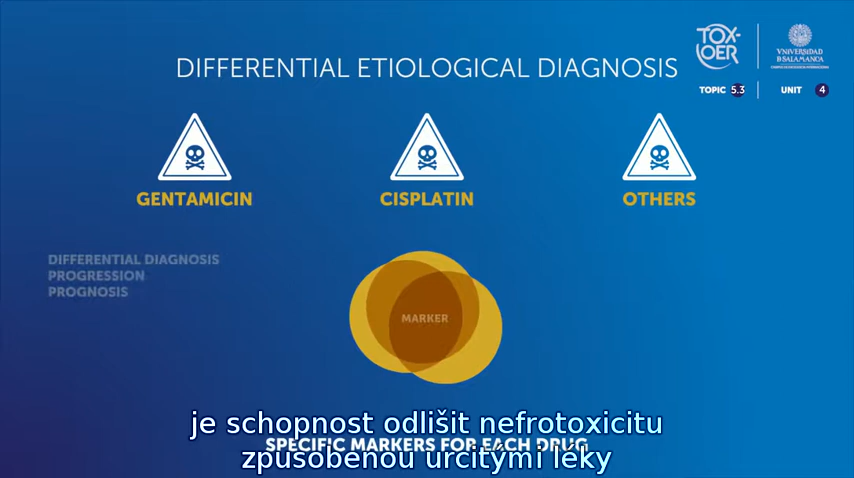 TOX-
OER
VNIVERSIDAD
D SALAMANCA
DIFFERENTIAL ETIOLOGICAL DIAGNOSIS
TOPIC 5.3
UNIT 4
GENTAMICIN
CISPLATIN
OTHERS
DIFFERENTIAL DIAGNOSIS
PROGRESSION
PROGNOSIS
MARKER
SPECIFIC MARKERS FOR EACH DRUG
je schopnost odlišit nefrotoxicitu
způsobenou určitými léky